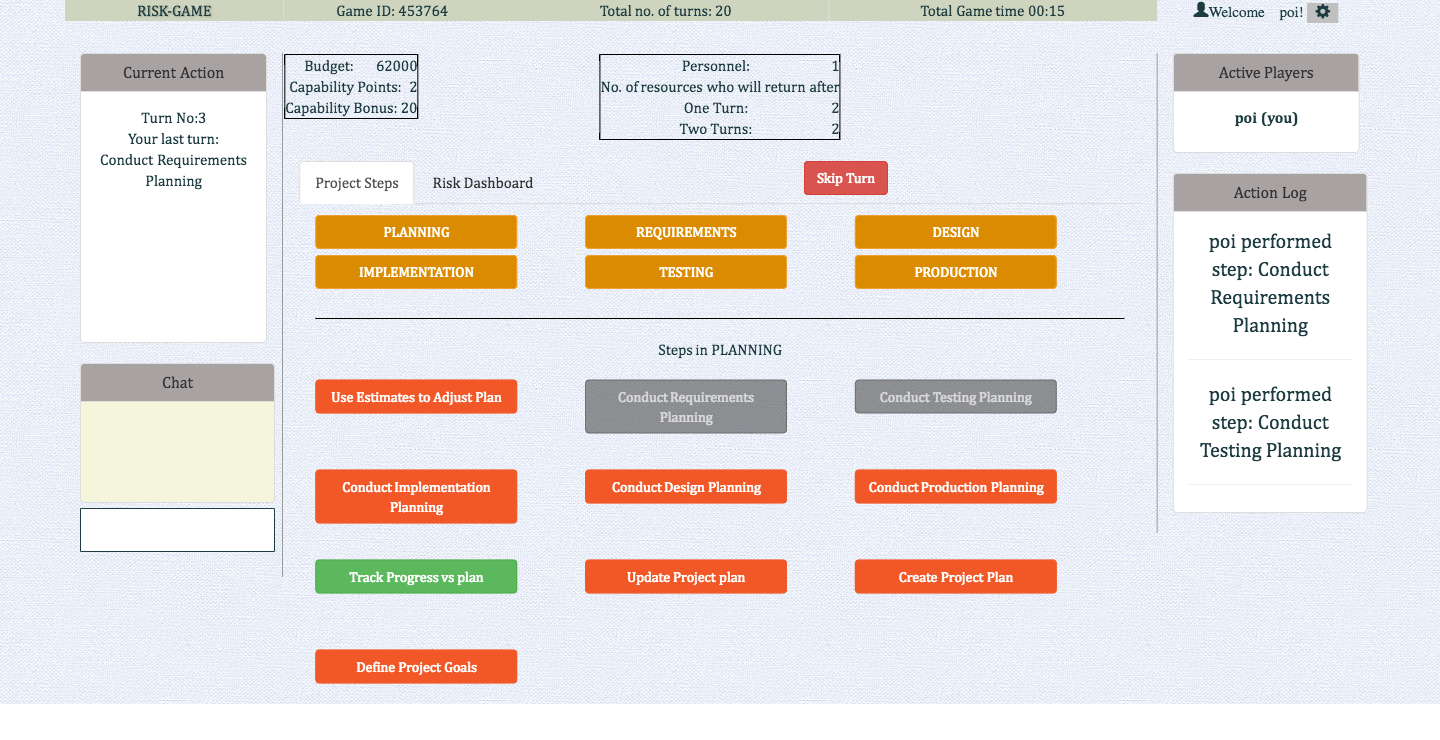 RISK-GAME
Game ID: 453764
Total no. of turns: 20
Total Game time 00:15
Welcome poi!
Current Action
Turn No:3
Your last turn:
Conduct Requirements
Planning
Chat
Budget: 62000
Capability Points: 2
Capability Bonus: 20
Personnel: 1
No. of resources who will return after
One Turn: 2
Two Turns: 2
Project Steps
Risk Dashboard
Skip Turn
PLANNING
REQUIREMENTS
DESIGN
IMPLEMENTATION
TESTING
PRODUCTION
Steps in PLANNING
Use Estimates to Adjust Plan
Conduct Requirements
Planning
Conduct Testing Planning
Conduct Implementation
Planning
Conduct Design Planning
Conduct Production Planning
Track Progress vs plan
Update Project plan
Create Project Plan
Define Project Goals
Active Players
poi (you)
Action Log
poi performed
step: Conduct
Requirements
Planning
poi performed
step: Conduct
Testing Planning